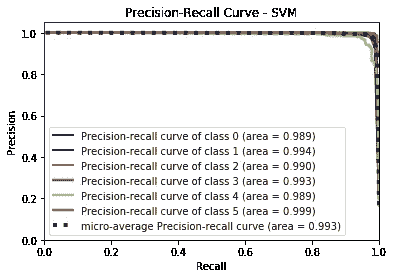 Precision-Recall Curve - SVM
Precision
1.0
0.8
0.6
0.4
0.2
0.0
Precision-recall curve of class 0 (area = 0.989)
Precision-recall curve of class 1 (area = 0.994)
Precision-recall curve of class 2 (area = 0.990)
Precision-recall curve of class 3 (area = 0.993)
Precision-recall curve of class 4 (area = 0.989)
Precision-recall curve of class 5 (area = 0.999)
micro-average Precision-recall curve (area = 0.993)
0.0 0.2 0.4 0.6 0.8 1.0
Recall